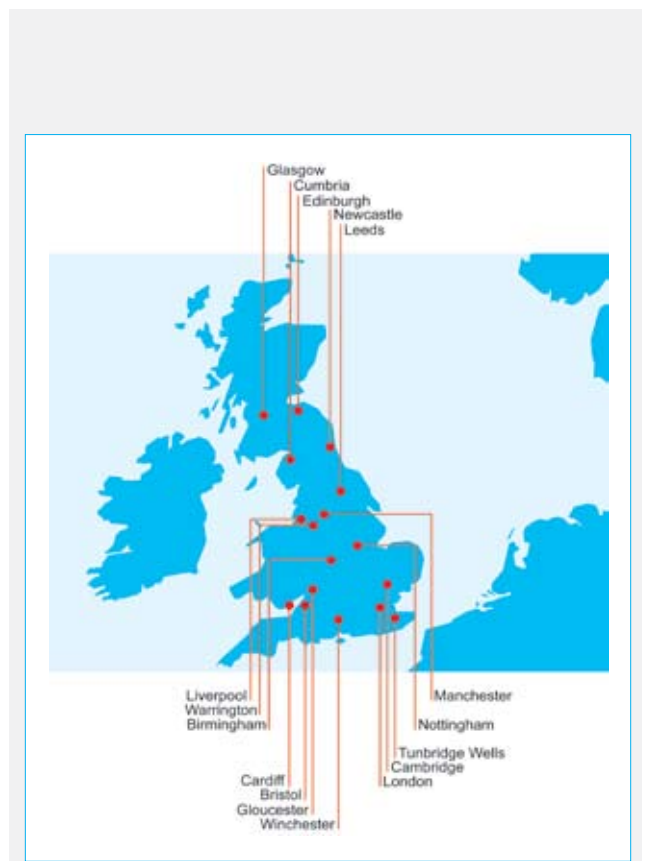 Glasgow
Cumbria
Edinburgh
Newcastle
Leeds
Liverpool
Manchester
Warrington
Birmingham
Nottingham
Tunbridge Wells
Cambridge
Cardiff
London
Bristol
Gloucester
Winchester